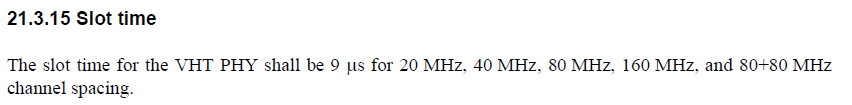 21.3.15 Slot time
The slot time for the VHT PHY shall be 9 μs for 20 MHz, 40 MHz, 80 MHz, 160 MHz, and 80+80 MHz
channel spacing.